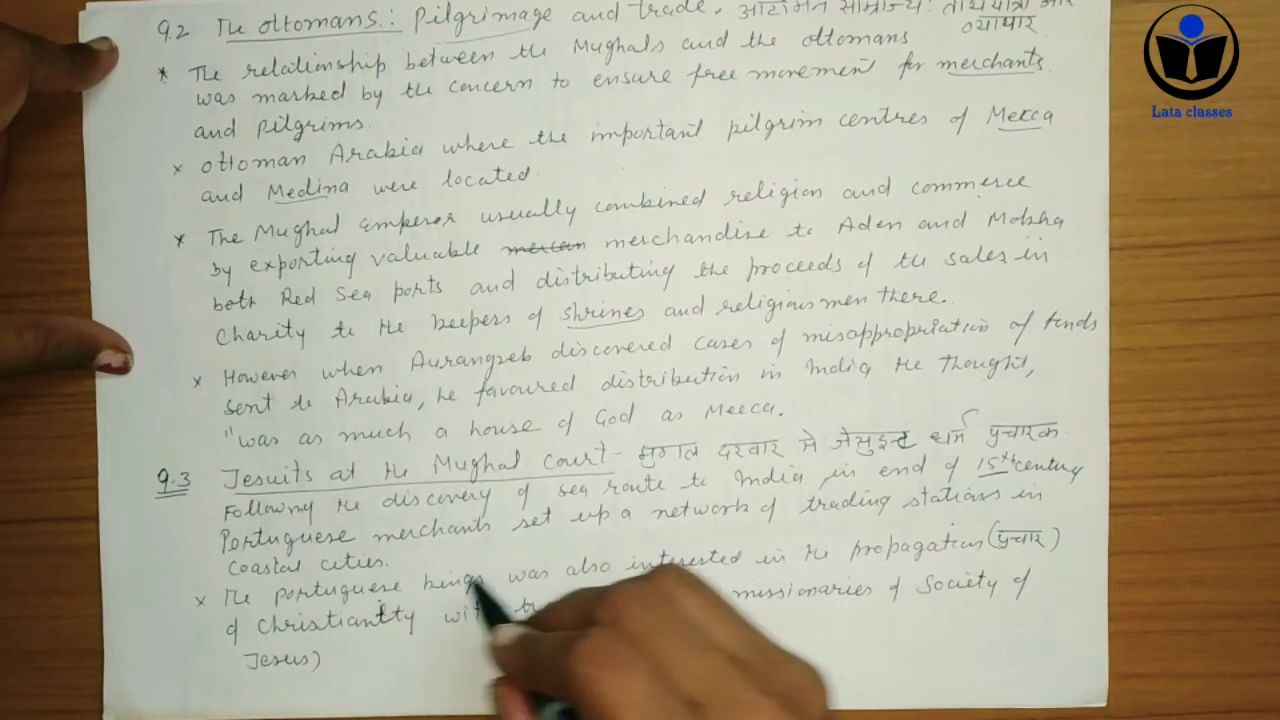 9.2 The Ottomans: Pilgrimage and trade. आटोमन साम्राज्य: तीर्थयात्रा और
व्यापार
* The relationship between the Mughals and the Ottomans
was marked by the concern to ensure free movement for merchants
and Pilgrims.
x Ottoman Arabia where the important pilgrim centres of Mecca
and Medina were located.
* The Mughal emperor usually combined religion and commerce
by exporting valuable merchandise to Aden and Mokha
both Red Sea ports and distributing the proceeds of the sales in
Charity to the keepers of shrines and religious men there.
x However when Aurangzeb discovered cases of misappropriation of funds
sent to Arabia, he favoured distribution in India he thought,
"was as much a house of God as Mecca.
9.3 Jesuits at the Mughal Court - मुगल दरबार मे जेसुइट धर्म प्रचारक
Following the discovery of sea route to India in end of 15th century
Portuguese merchants set up a network of trading stations in
Coastal cities.
x The Portuguese kings was also interested in the propagation (प्रचार)
of Christiantty missionaries of Society of
Jesus)
Lata classes